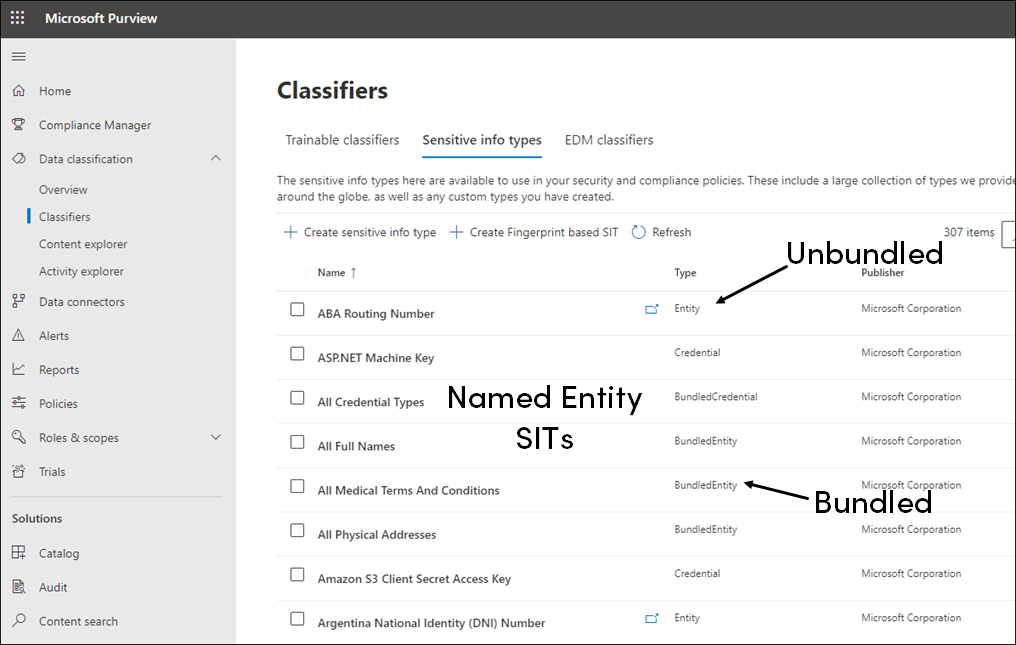 Microsoft Purview
Home
Compliance Manager
Data classification
Overview
Classifiers
Content explorer
Activity explorer
Data connectors
Alerts
Reports
Policies
Roles & scopes
Trials
Solutions
Catalog
Audit
Content search
Classifiers
Trainable classifiers Sensitive info types EDM classifiers
The sensitive info types here are available to use in your security and compliance policies. These include a large collection of types we provide
around the globe, as well as any custom types you have created.
Create sensitive info type Create Fingerprint based SIT Refresh 307 items
Unbundled
Name ↑ Type Publisher
ABA Routing Number Entity Microsoft Corporation
ASP.NET Machine Key Credential Microsoft Corporation
All Credential Types BundledCredential Microsoft Corporation
Named Entity
SITs
All Full Names BundledEntity Microsoft Corporation
All Medical Terms And Conditions BundledEntity Microsoft Corporation
Bundled
All Physical Addresses BundledEntity Microsoft Corporation
Amazon S3 Client Secret Access Key Credential Microsoft Corporation
Argentina National Identity (DNI) Number Entity Microsoft Corporation